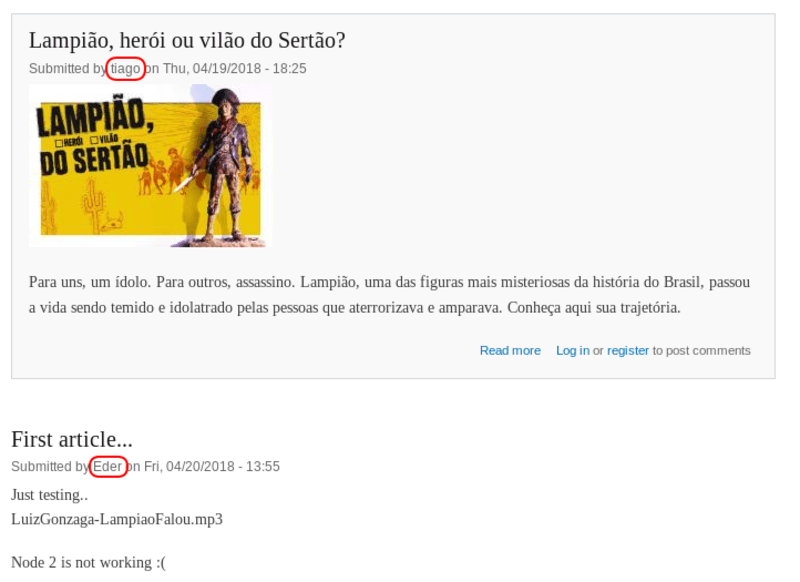 Lampião, herói ou vilão do Sertão?
Submitted by tiago on Thu, 04/19/2018 - 18:25
LAMPIÃO,
HERÓI VILÃO
DO SERTÃO
Para uns, um ídolo. Para outros, assassino. Lampião, uma das figuras mais misteriosas da história do Brasil, passou
a vida sendo temido e idolatrado pelas pessoas que aterrorizava e amparava. Conheça aqui sua trajetória.
Read more Log in or register to post comments
First article...
Submitted by Eder on Fri, 04/20/2018 - 13:55
Just testing..
LuizGonzaga-LampiaoFalou.mp3
Node 2 is not working :(